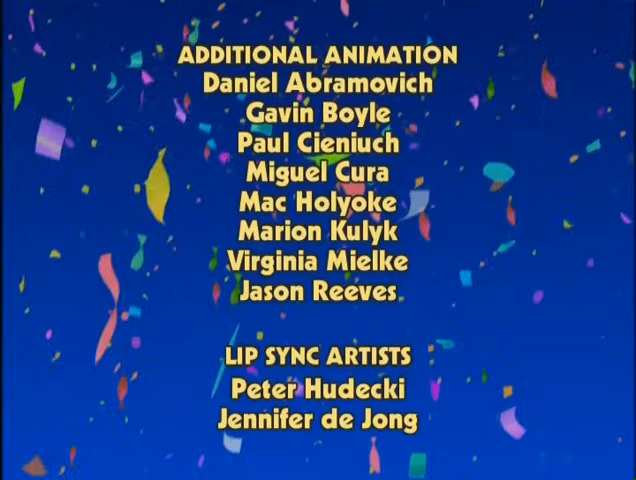 ADDITIONAL ANIMATION
Daniel Abramovich
Gavin Boyle
Paul Cieniuch
Miguel Cura
Mac Holyoke
Marion Kulyk
Virginia Mielke
Jason Reeves
LIP SYNC ARTISTS
Peter Hudecki
Jennifer de Jong